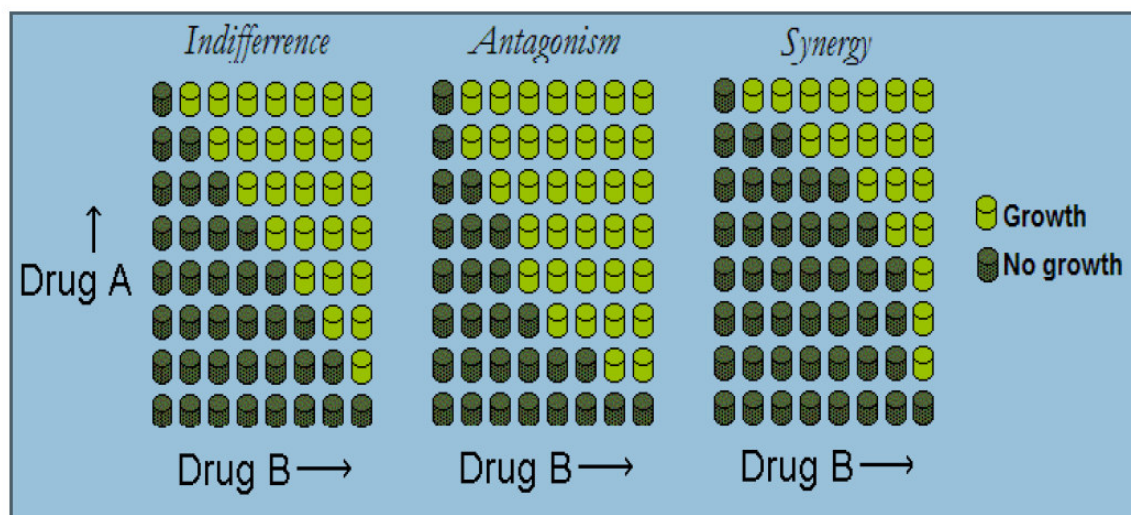 Indifferrence
Antagonism
Synergy
Growth
No growth
Drug A
Drug B
Drug B
Drug B